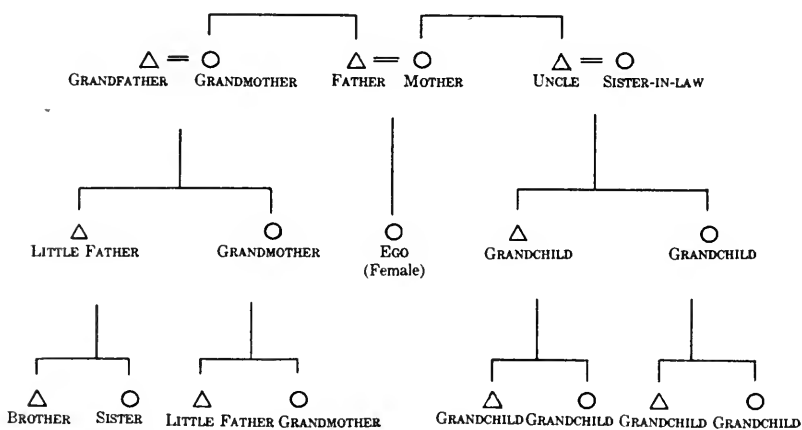 GRANDFATHER GRANDMOTHER FATHER MOTHER UNCLE SISTER-IN-LAW
LITTLE FATHER GRANDMOTHER EGO GRANDCHILD GRANDCHILD
(Female)
BROTHER SISTER LITTLE FATHER GRANDMOTHER GRANDCHILD GRANDCHILD GRANDCHILD GRANDCHILD